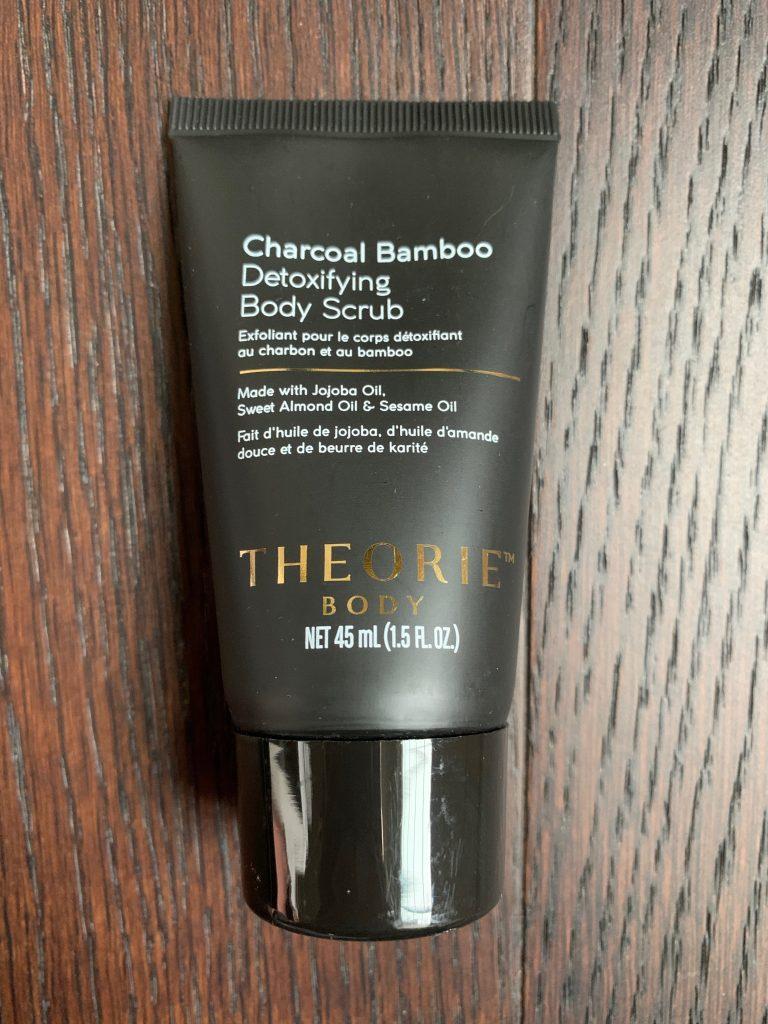 Charcoal Bamboo
Detoxifying
Body Scrub
Exfoliant pour le corps détoxifiant
au charbon et au bamboo
Made with Jojoba Oil,
Sweet Almond Oil & Sesame Oil
Fait d'huile de jojoba, d'huile d'amande
douce et de beurre de karité
THEORIE™
BODY
NET 45 mL (1.5 FL. OZ.)